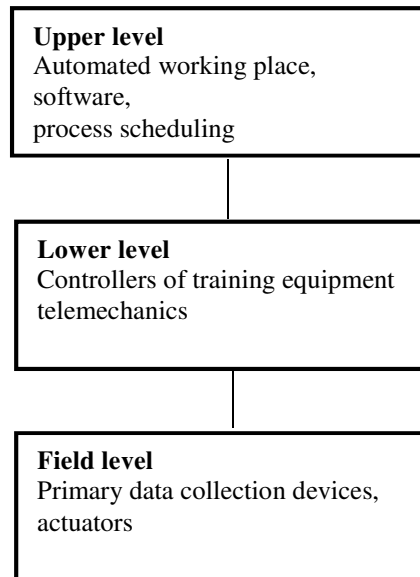 Upper level
Automated working place,
software,
process scheduling
Lower level
Controllers of training equipment
telemechanics
Field level
Primary data collection devices,
actuators